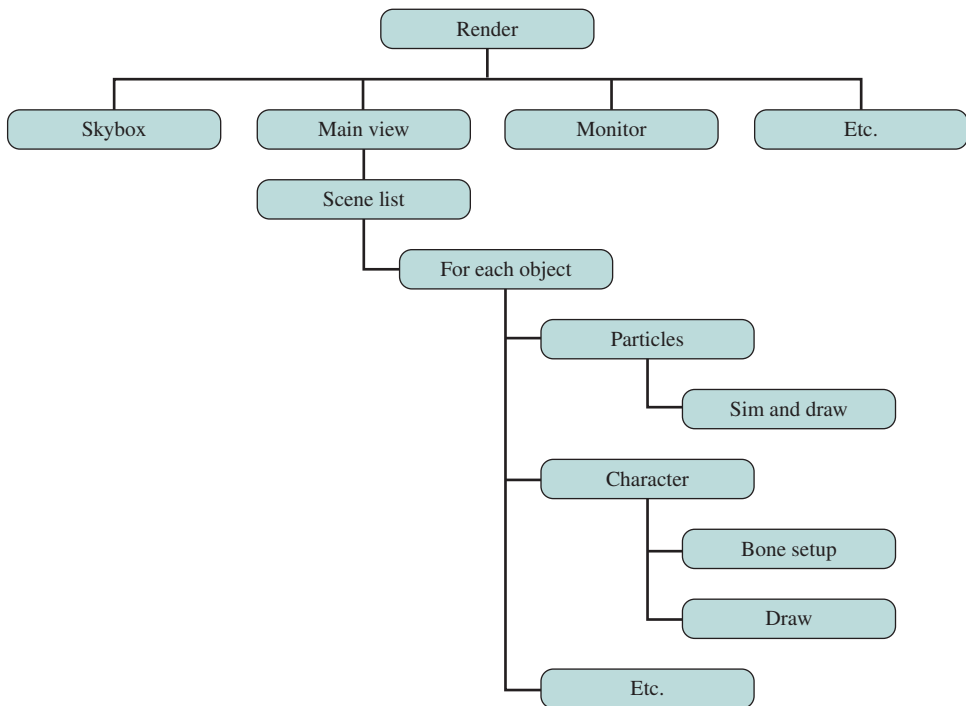 Render
Skybox
Main view
Monitor
Etc.
Scene list
For each object
Particles
Sim and draw
Character
Bone setup
Draw
Etc.